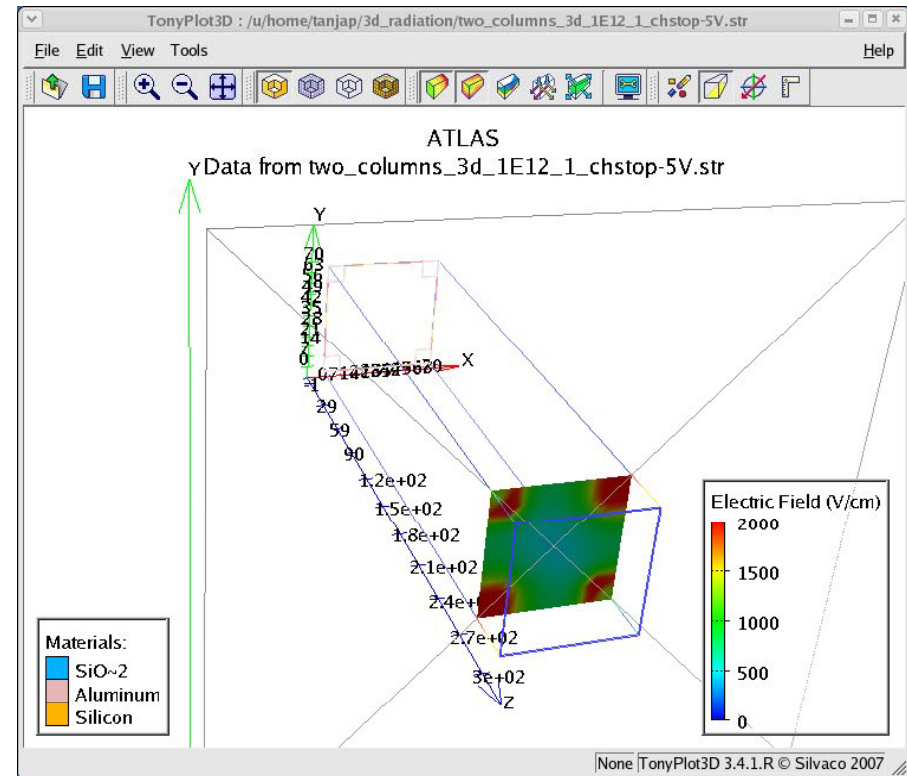 TonyPlot3D : /u/home/tanjap/3d_radiation/two_columns_3d_1E12_1_chstop-5V.str
File Edit View Tools Help
ATLAS
Data from two_columns_3d_1E12_1_chstop-5V.str
Y
Y
70
63
56
49
42
35
28
21
14
7
0
X
-1
29
59
90
1.2e+02
1.5e+02
1.8e+02
2.1e+02
2.4e+
2.7e+02
3e+02
Z
Electric Field (V/cm)
2000
1500
1000
500
0
Materials:
SiO~2
Aluminum
Silicon
None TonyPlot3D 3.4.1.R © Silvaco 2007